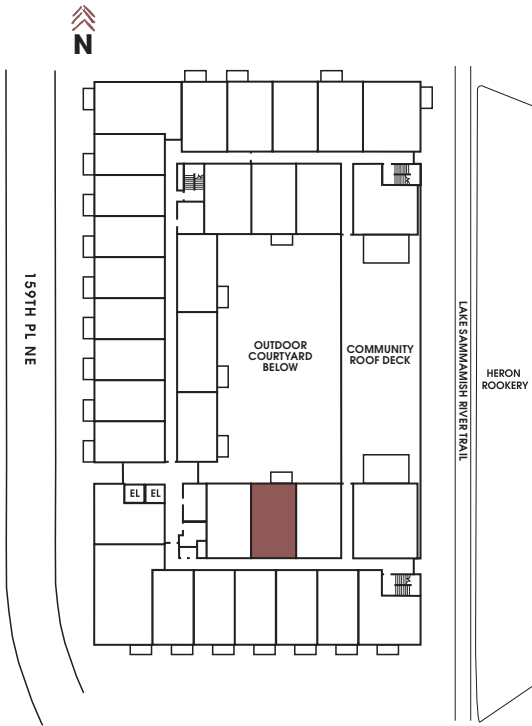 N
159TH PL NE
OUTDOOR
COURTYARD
BELOW
COMMUNITY
ROOF DECK
LAKE SAMMAMISH RIVER TRAIL
HERON
ROOKERY
EL
EL